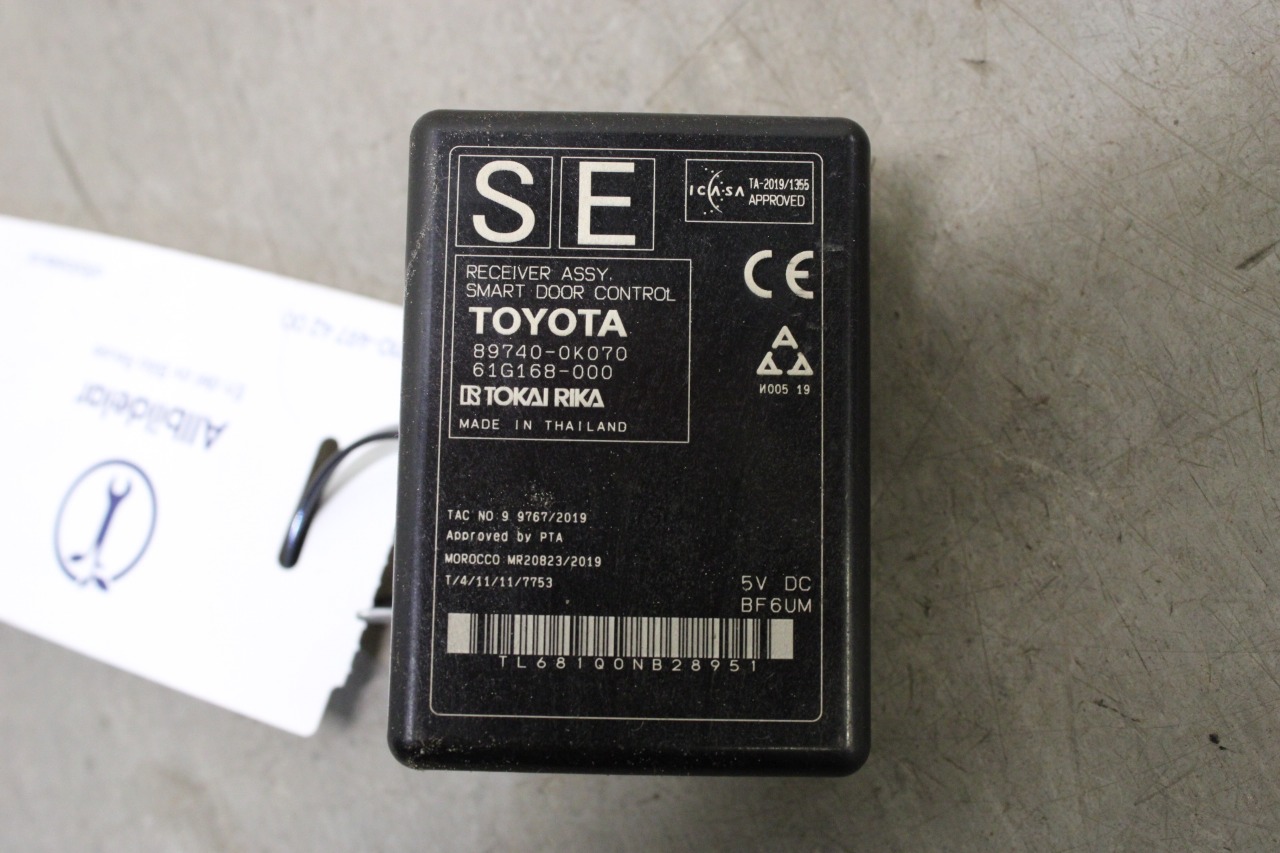 S E
ICASA TA-2019/1355
APPROVED
RECEIVER ASSY,
SMART DOOR CONTROL
TOYOTA
89740-0K070
61G168-000
TOKAI RIKA
MADE IN THAILAND
CE
И005 19
TAC NO 9 9767/2019
Approved by PTA
MOROCCO MR20823/2019
T/4/11/11/7753
5V DC
BF6UM
TL681Q0NB28951
Allbildelar